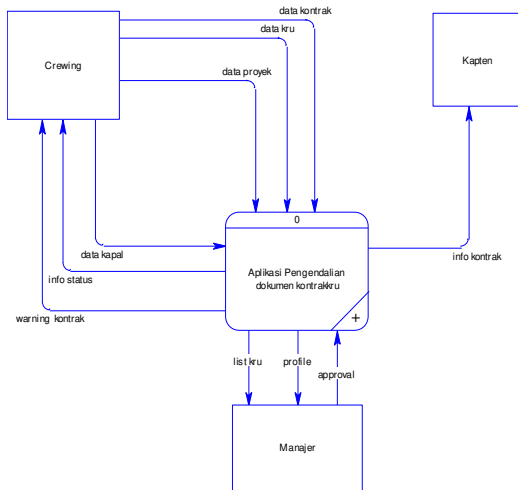 data kontrak
data kru
Crewing
Kapten
data proyek
0
data kapal
info kontrak
Aplikasi Pengendalian
dokumen kontrakkru
info status
+
warning kontrak
list kru
profile
approval
Manajer